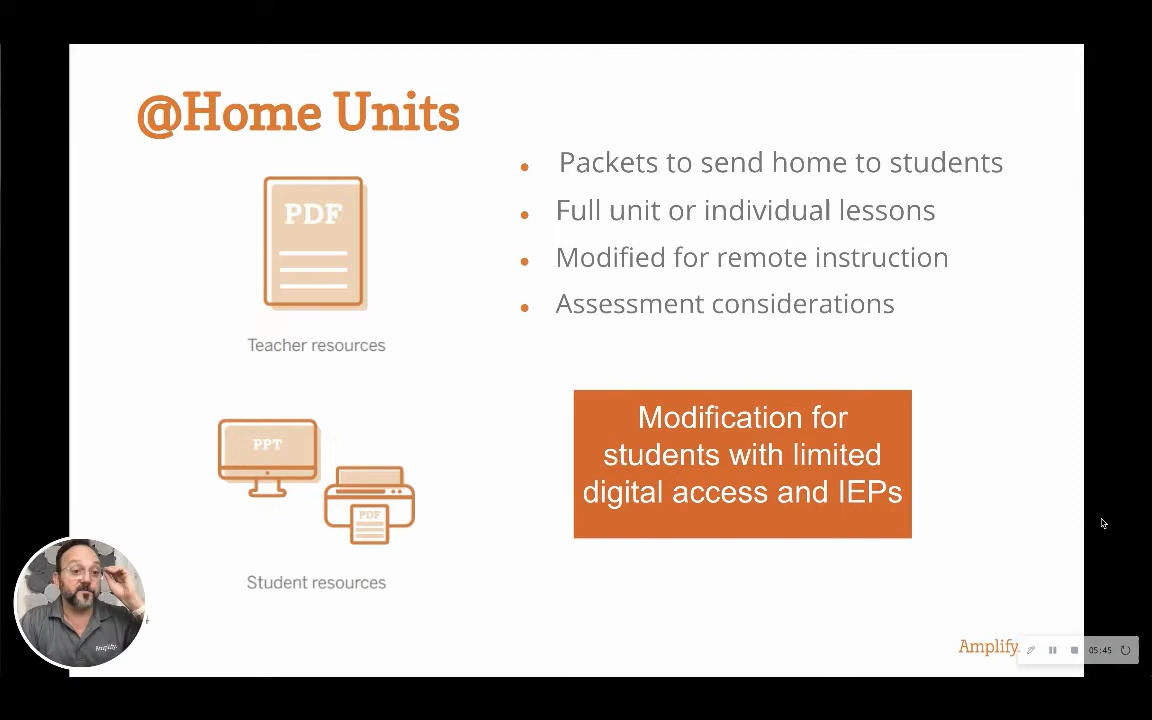 @Home Units
Packets to send home to students
Full unit or individual lessons
Modified for remote instruction
Assessment considerations
PDF
Teacher resources
Modification for
students with limited
digital access and IEPs
PPT
PDF
Student resources
Amplify.
Amplify.
05:45